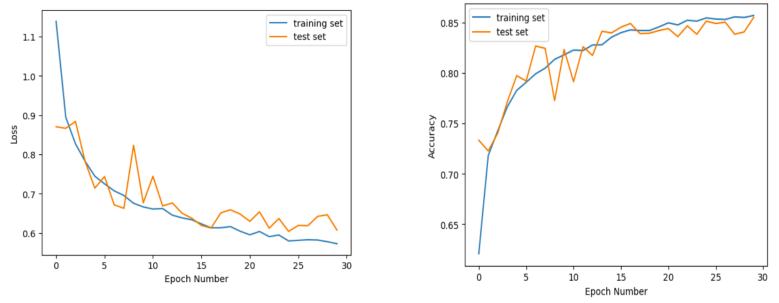 training set
test set
1.1
1.0
0.9
0.8
0.7
0.6
Loss
0 5 10 15 20 25 30
Epoch Number
training set
test set
0.85
0.80
0.75
0.70
0.65
Accuracy
0 5 10 15 20 25 30
Epoch Number